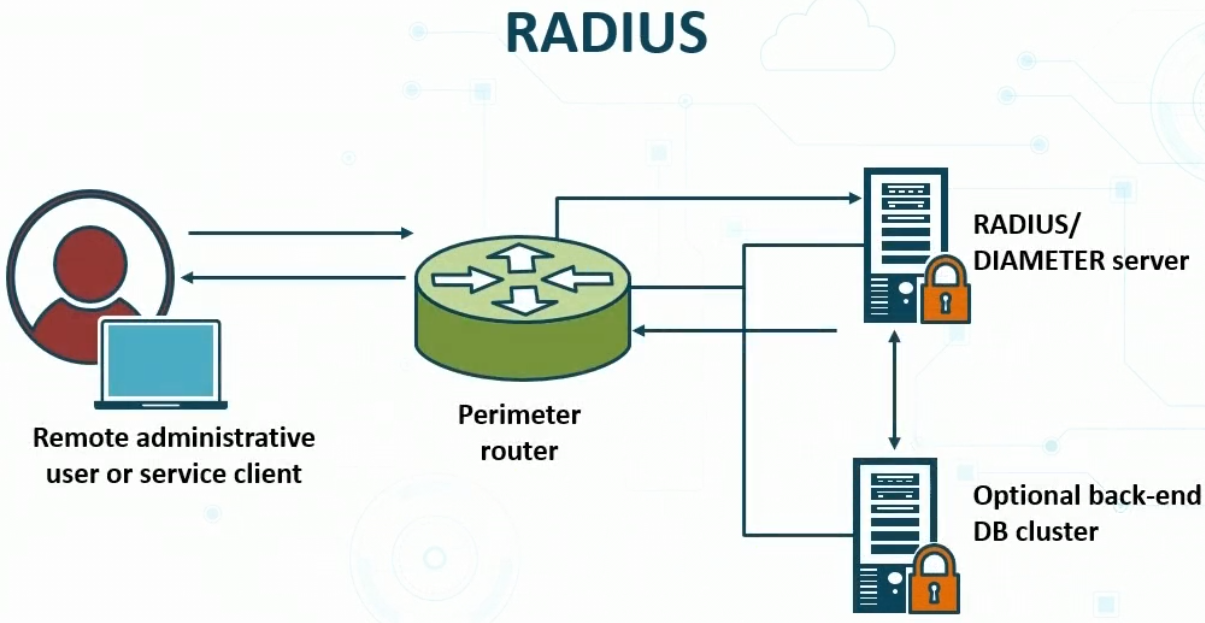 RADIUS
RADIUS/
DIAMETER server
Perimeter
router
Remote administrative
user or service client
Optional back-end
DB cluster